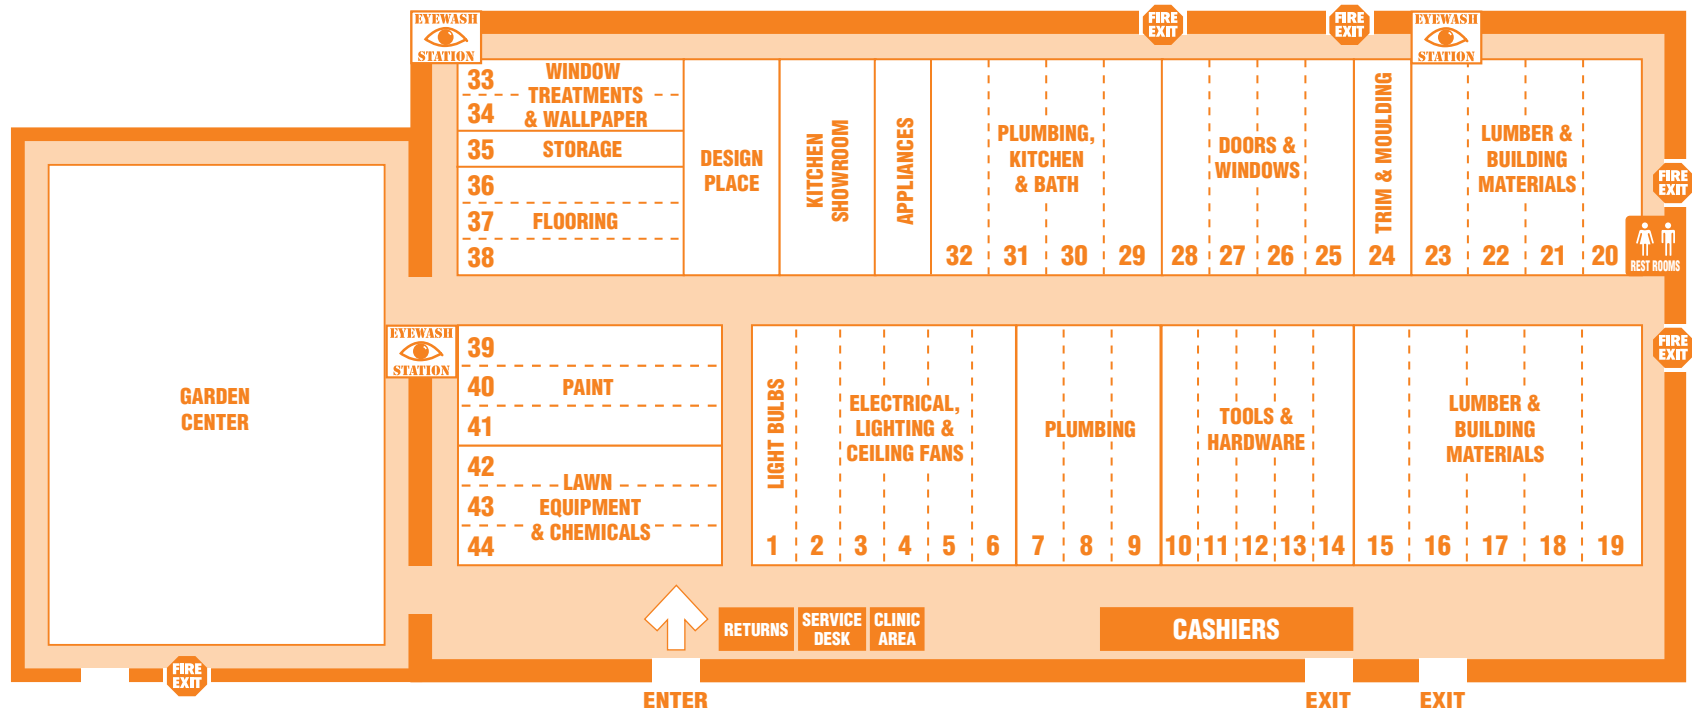 EYEWASH
STATION
FIRE
EXIT
FIRE
EXIT
EYEWASH
STATION
33
34
WINDOW
TREATMENTS
& WALLPAPER
35
STORAGE
36
37
FLOORING
38
DESIGN
PLACE
KITCHEN
SHOWROOM
APPLIANCES
PLUMBING,
KITCHEN
& BATH
32 31 30 29
DOORS &
WINDOWS
28 27 26 25
TRIM & MOULDING
24
LUMBER &
BUILDING
MATERIALS
23 22 21 20
FIRE
EXIT
REST ROOMS
GARDEN
CENTER
EYEWASH
STATION
39
40
PAINT
41
42
43
44
LAWN
EQUIPMENT
& CHEMICALS
LIGHT BULBS
1
ELECTRICAL,
LIGHTING &
CEILING FANS
2 3 4 5 6
PLUMBING
7 8 9
TOOLS &
HARDWARE
10 11 12 13 14
LUMBER &
BUILDING
MATERIALS
15 16 17 18 19
FIRE
EXIT
RETURNS
SERVICE
DESK
CLINIC
AREA
CASHIERS
FIRE
EXIT
ENTER
EXIT
EXIT